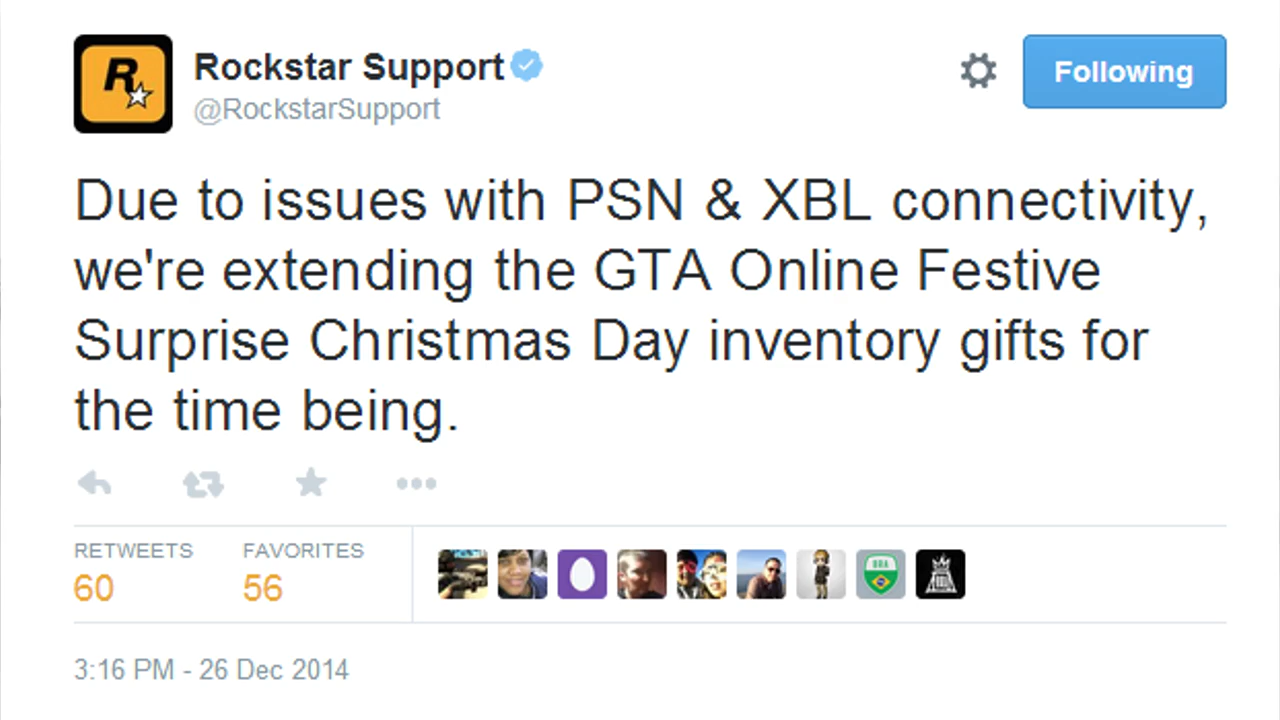 Rockstar Support
@RockstarSupport
Following
Due to issues with PSN & XBL connectivity,
we're extending the GTA Online Festive
Surprise Christmas Day inventory gifts for
the time being.
RETWEETS
60
FAVORITES
56
3:16 PM - 26 Dec 2014